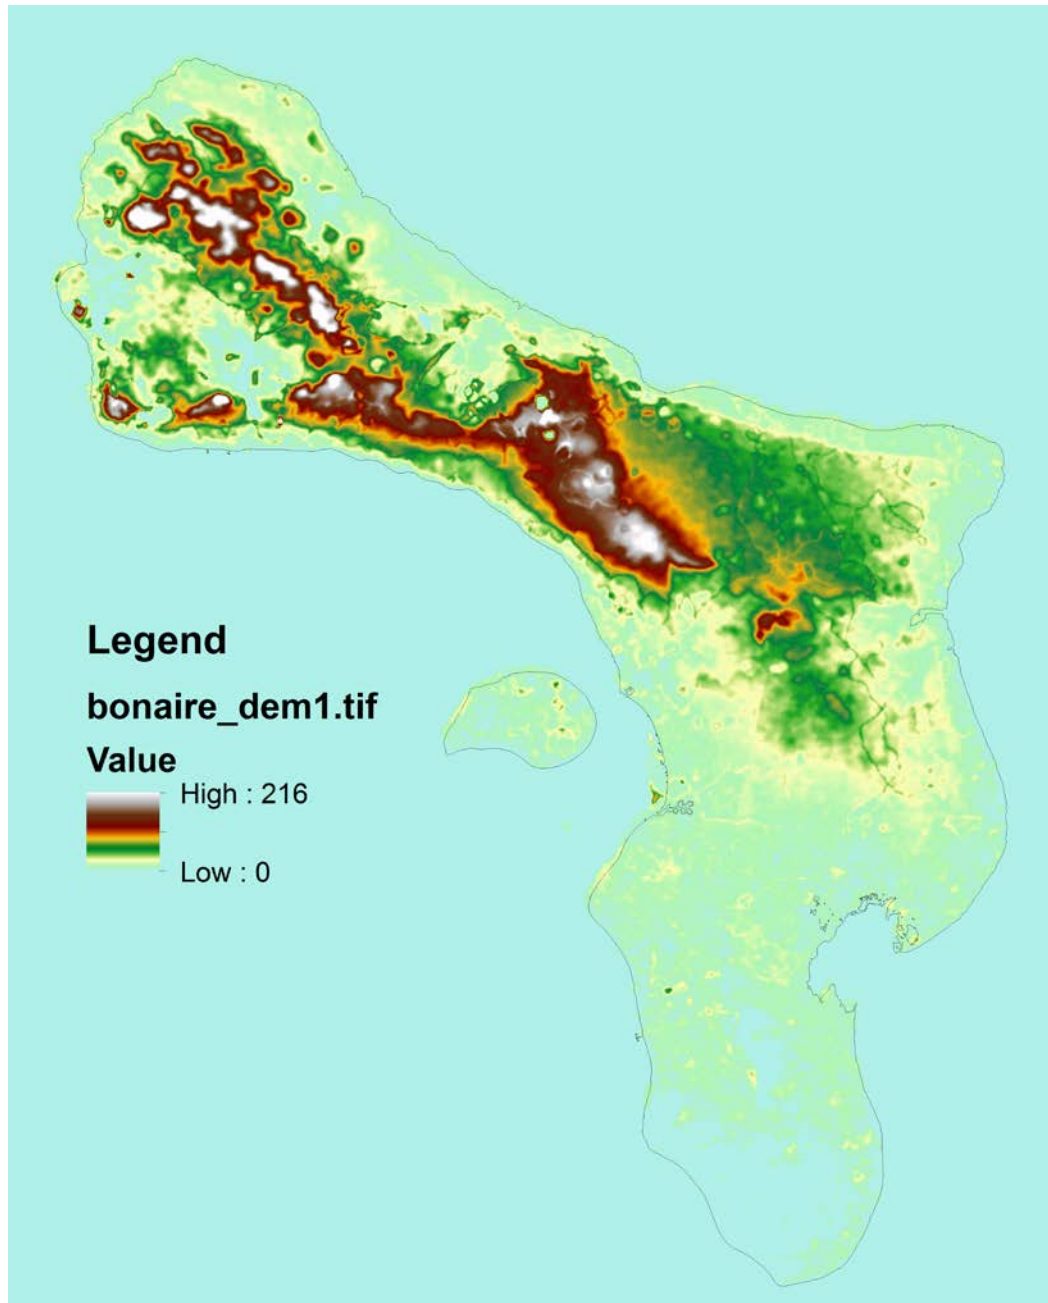 Legend
bonaire_dem1.tif
Value
High : 216
Low : 0